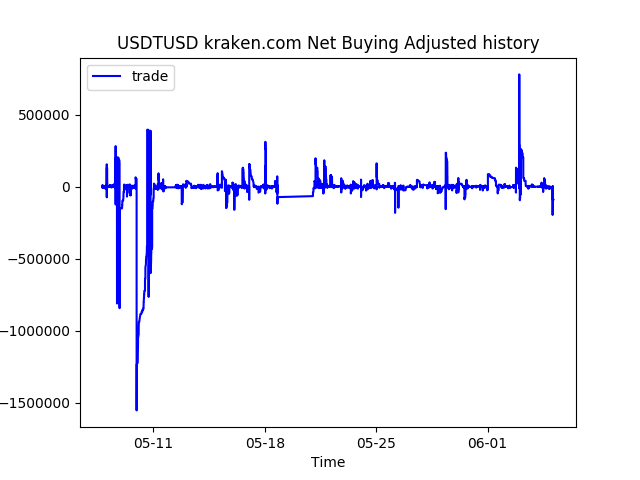 USDTUSD kraken.com Net Buying Adjusted history
trade
500000
0
−500000
−1000000
−1500000
05-11 05-18 05-25 06-01
Time